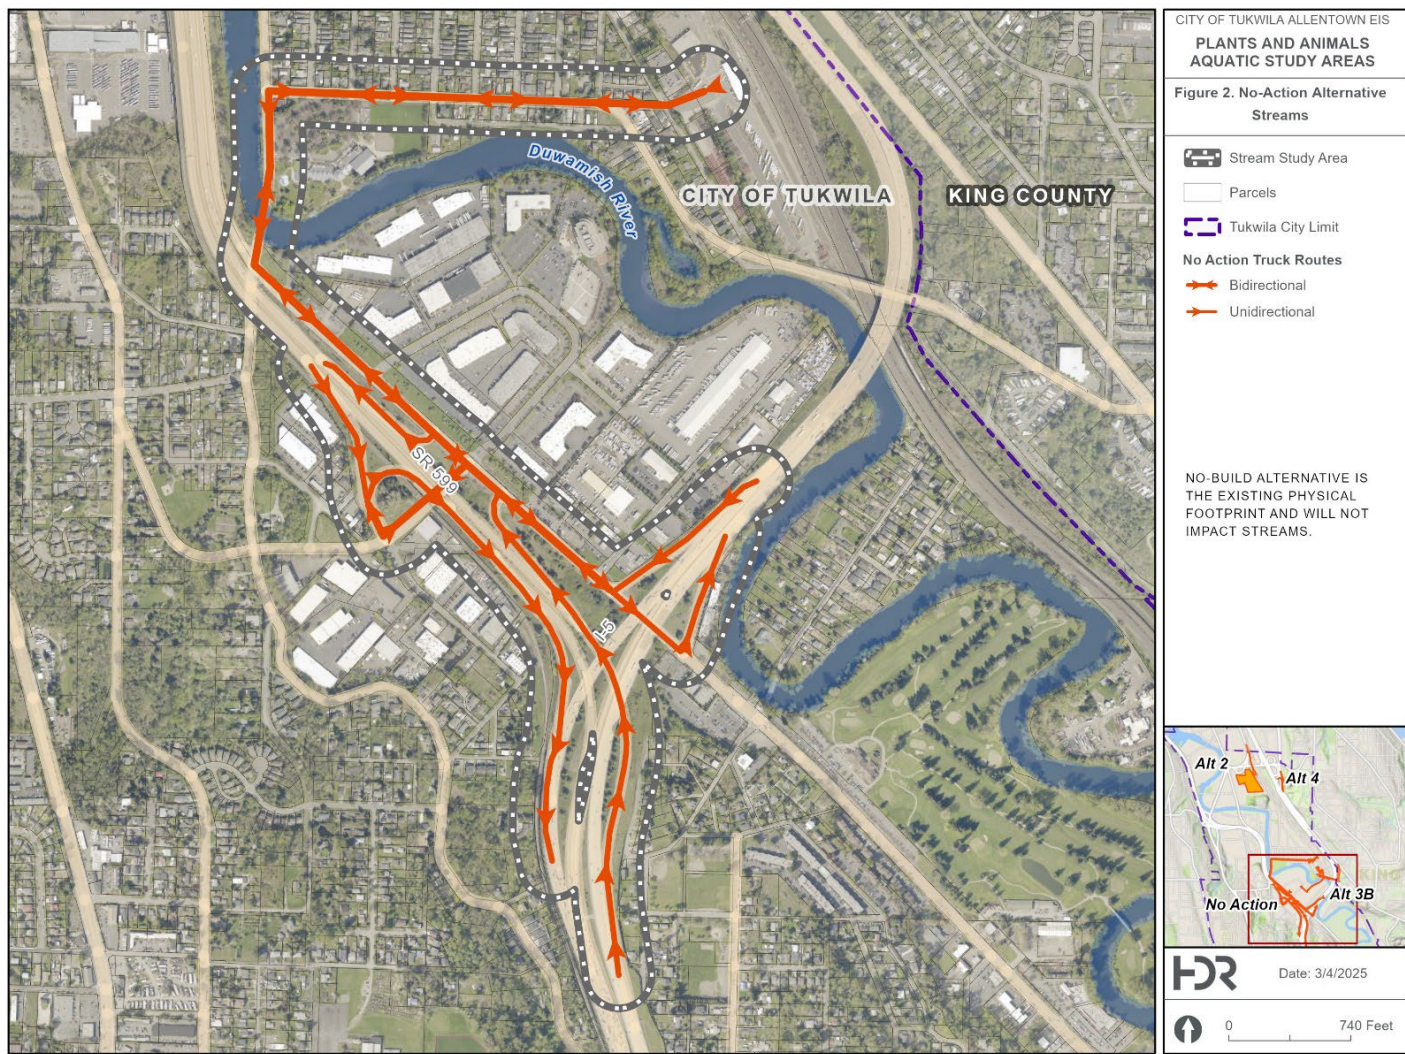 CITY OF TUKWILA ALLENTOWN EIS
PLANTS AND ANIMALS
AQUATIC STUDY AREAS
Figure 2. No-Action Alternative
Streams
Stream Study Area
Parcels
Tukwila City Limit
No Action Truck Routes
Bidirectional
Unidirectional
NO-BUILD ALTERNATIVE IS
THE EXISTING PHYSICAL
FOOTPRINT AND WILL NOT
IMPACT STREAMS.
Duwamish River
CITY OF TUKWILA
KING COUNTY
SR 599
I-5
Alt 2
Alt 4
KING
No Action
Alt 3B
HDR
Date: 3/4/2025
0
740 Feet